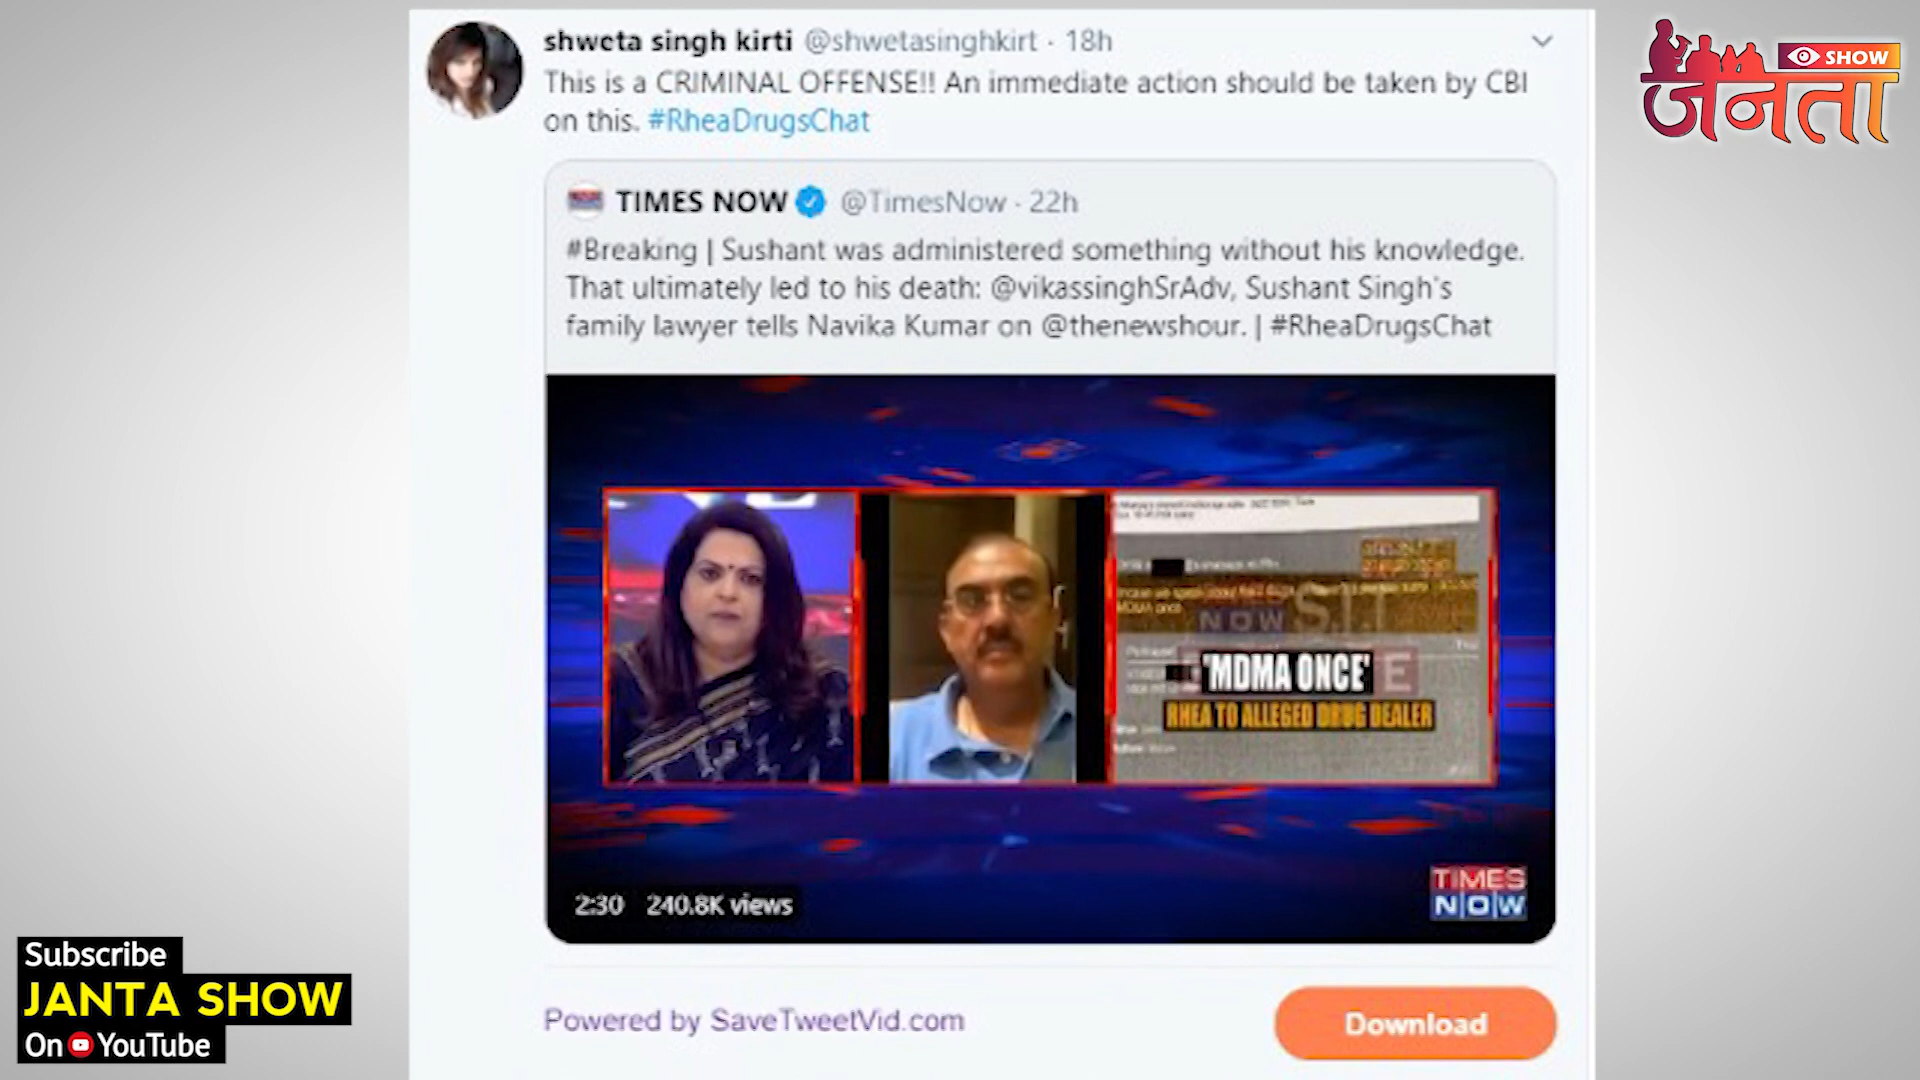 shweta singh kirti @shwetasinghkirt · 18h
This is a CRIMINAL OFFENSE!! An immediate action should be taken by CBI
on this. #RheaDrugsChat
TIMES NOW @TimesNow · 22h
#Breaking | Sushant was administered something without his knowledge.
That ultimately led to his death: @vikassinghSrAdv, Sushant Singh's
family lawyer tells Navika Kumar on @thenewshour. | #RheaDrugsChat
MDMA once
NOW
'MDMA ONCE'
RHEA TO ALLEGED DRUG DEALER
2:30 240.8K views
TIMES
NOW
Powered by SaveTweetVid.com
Download
SHOW
जनता
Subscribe
JANTA SHOW
On YouTube